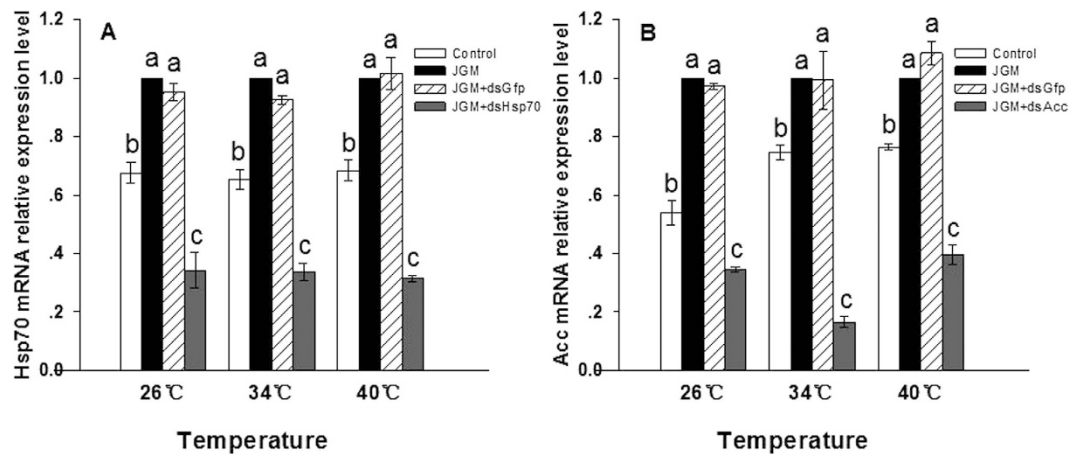 A
Hsp70 mRNA relative expression level
1.2
1.0
.8
.6
.4
.2
0.0
Control
JGM
JGM+dsGfp
JGM+dsHsp70
b a a c
b a a c
b a a c
26℃ 34℃ 40℃
Temperature
B
Acc mRNA relative expression level
1.2
1.0
.8
.6
.4
.2
0.0
Control
JGM
JGM+dsGfp
JGM+dsAcc
b a a c
b a a c
b a a c
26℃ 34℃ 40℃
Temperature